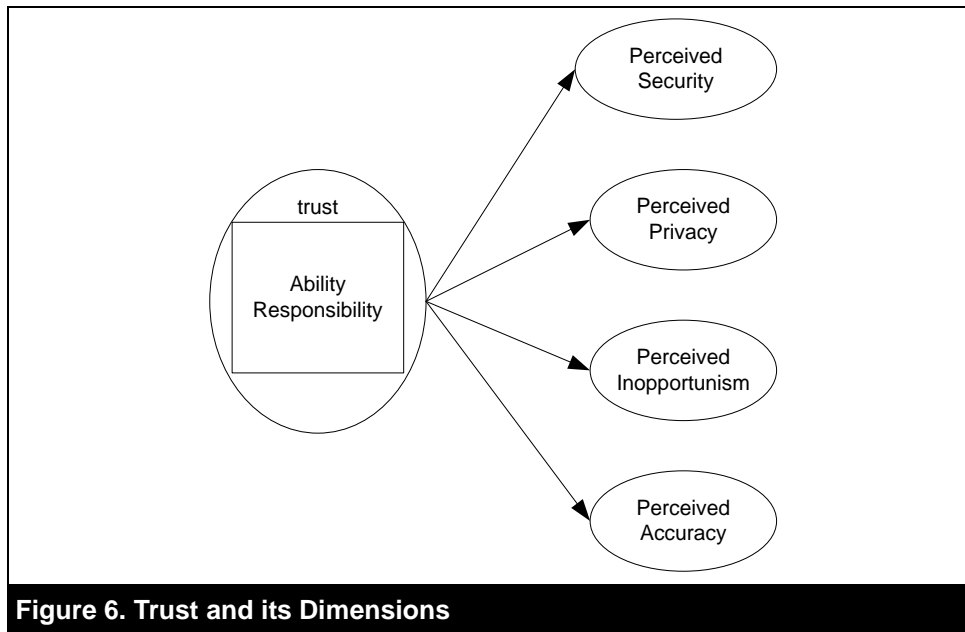 Perceived
Security
trust
Perceived
Privacy
Ability
Responsibility
Perceived
Inopportunism
Perceived
Accuracy
Figure 6. Trust and its Dimensions